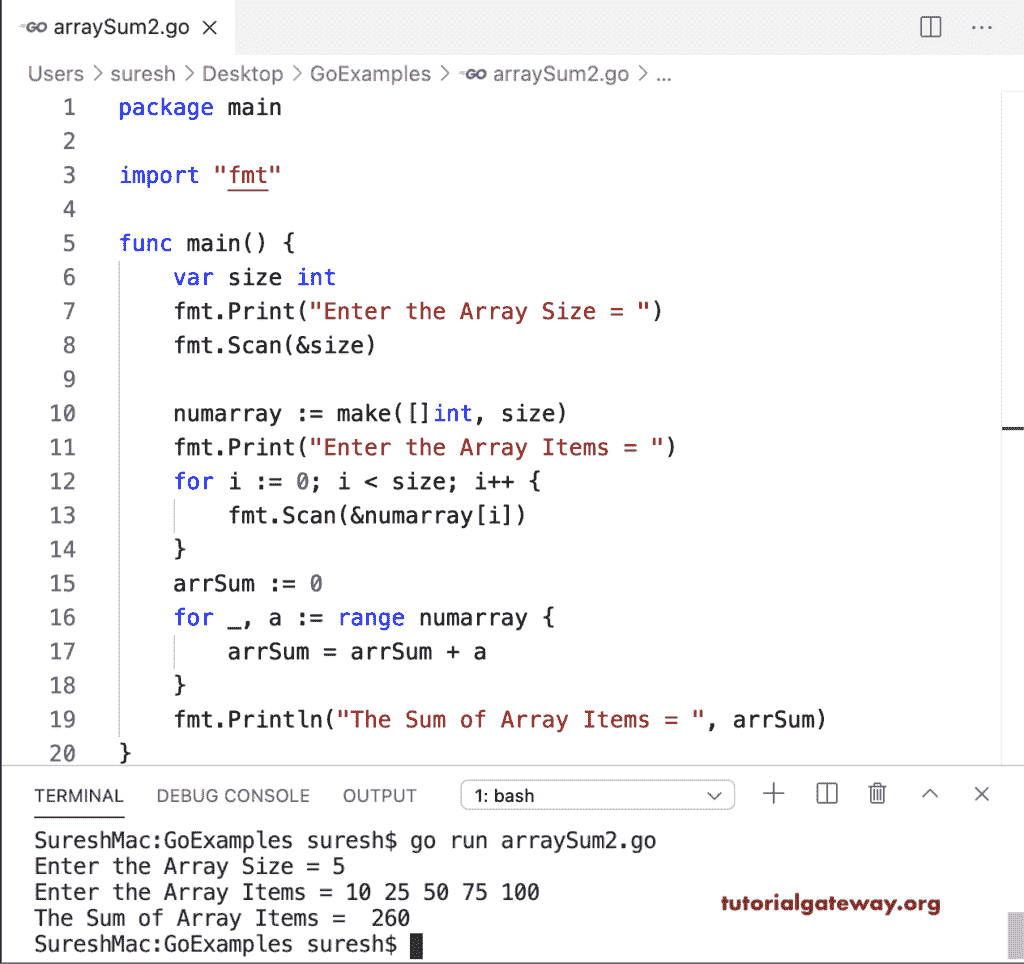 GO arraySum2.go
Users > suresh > Desktop > GoExamples > GO arraySum2.go > ...
1 package main
2
3 import "fmt"
4
5 func main() {
6     var size int
7     fmt.Print("Enter the Array Size = ")
8     fmt.Scan(&size)
9
10     numarray := make([]int, size)
11     fmt.Print("Enter the Array Items = ")
12     for i := 0; i < size; i++ {
13         fmt.Scan(&numarray[i])
14     }
15     arrSum := 0
16     for _, a := range numarray {
17         arrSum = arrSum + a
18     }
19     fmt.Println("The Sum of Array Items = ", arrSum)
20 }
TERMINAL DEBUG CONSOLE OUTPUT 1: bash
SureshMac:GoExamples suresh$ go run arraySum2.go
Enter the Array Size = 5
Enter the Array Items = 10 25 50 75 100
The Sum of Array Items =  260
SureshMac:GoExamples suresh$
tutorialgateway.org